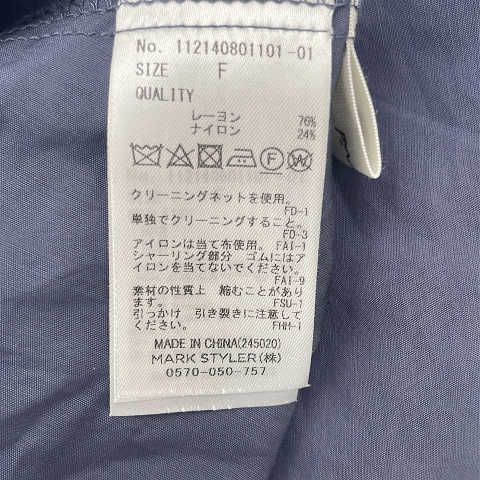 No. 112140801101-01
SIZE F
QUALITY
レーヨン 76%
ナイロン 24%
F W
クリーニングネットを使用。
FD-1
単独でクリーニングすること。
FD-3
アイロンは当て布使用。 FAI-1
シャーリング部分 ゴムにはア
イロンを当てないでください。
FAI-9
素材の性質上 縮むことがあり
ます。 FSU-1
引っかけ 引き裂きに注意して
ください。 FHH-1
MADE IN CHINA(245020)
MARK STYLER(株)
0570-050-757